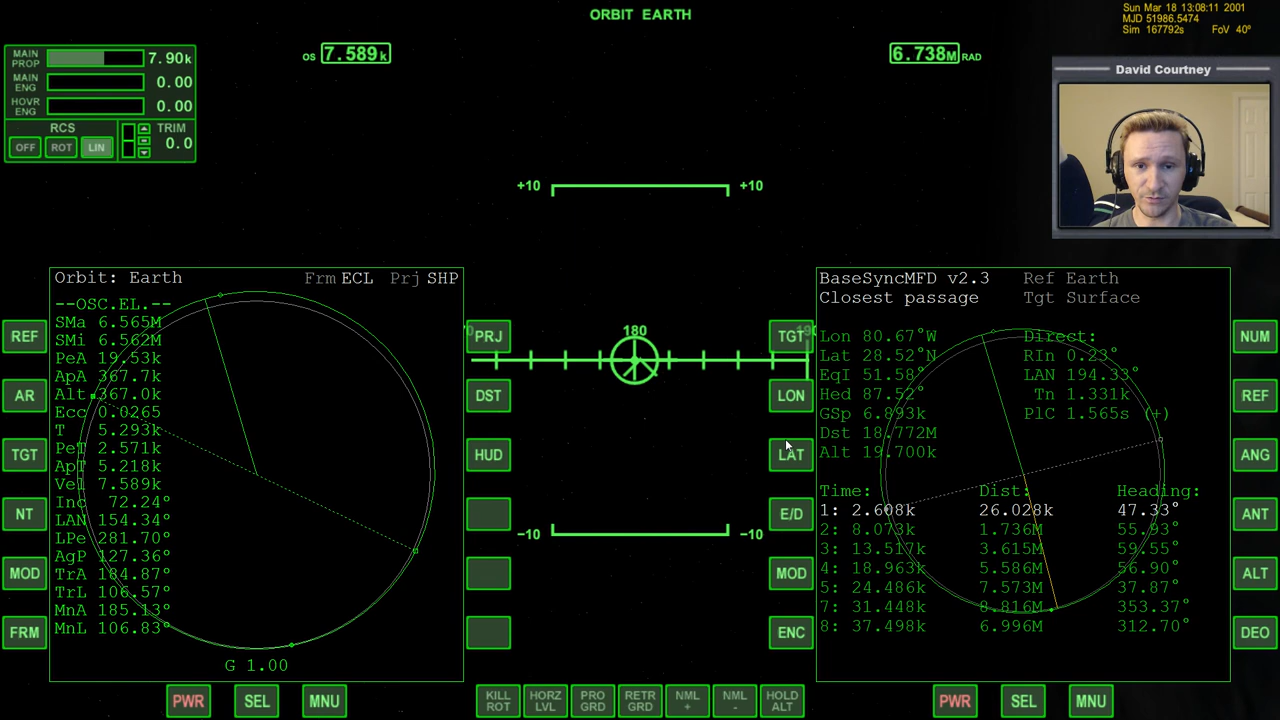 ORBIT EARTH
Sun Mar 18 13:08:11 2001
MJD 51986.5474
Sim 167792s FoV 40°
MAIN PROP 7.90k
MAIN ENG 0.00
HOVR ENG 0.00
RCS TRIM
OFF ROT LIN 0.0
OS 7.589k
6.738M RAD
David Courtney
+10 +10
180
-10 -10
Orbit: Earth Frm ECL Prj SHP
--OSC.EL.--
SMa 6.565M
SMi 6.562M
PeA 19.53k
ApA 367.7k
Alt 367.0k
Ecc 0.0265
T 5.293k
PeT 2.571k
ApT 5.218k
Vel 7.589k
Inc 72.24°
LAN 154.34°
LPe 281.70°
AgP 127.36°
TrA 184.87°
TrL 106.57°
MnA 185.13°
MnL 106.83°
G 1.00
REF
AR
TGT
NT
MOD
FRM
PRJ
DST
HUD
PWR SEL MNU
KILL ROT
HORZ LVL
PRO GRD
RETR GRD
NML +
NML -
HOLD ALT
BaseSyncMFD v2.3 Ref Earth
Closest passage Tgt Surface
Lon 80.67°W Direct:
Lat 28.52°N RIn 0.23°
EqI 51.58° LAN 194.33°
Hed 87.52° Tn 1.331k
GSp 6.893k PlC 1.565s (+)
Dst 18.772M
Alt 19.700k
Time: Dist: Heading:
1: 2.608k 26.028k 47.33°
2: 8.073k 1.736M 55.93°
3: 13.517k 3.615M 59.55°
4: 18.963k 5.586M 56.90°
5: 24.486k 7.573M 37.87°
7: 31.448k 8.816M 353.37°
8: 37.498k 6.996M 312.70°
TGT
LON
LAT
E/D
MOD
ENC
NUM
REF
ANG
ANT
ALT
DEO
PWR SEL MNU